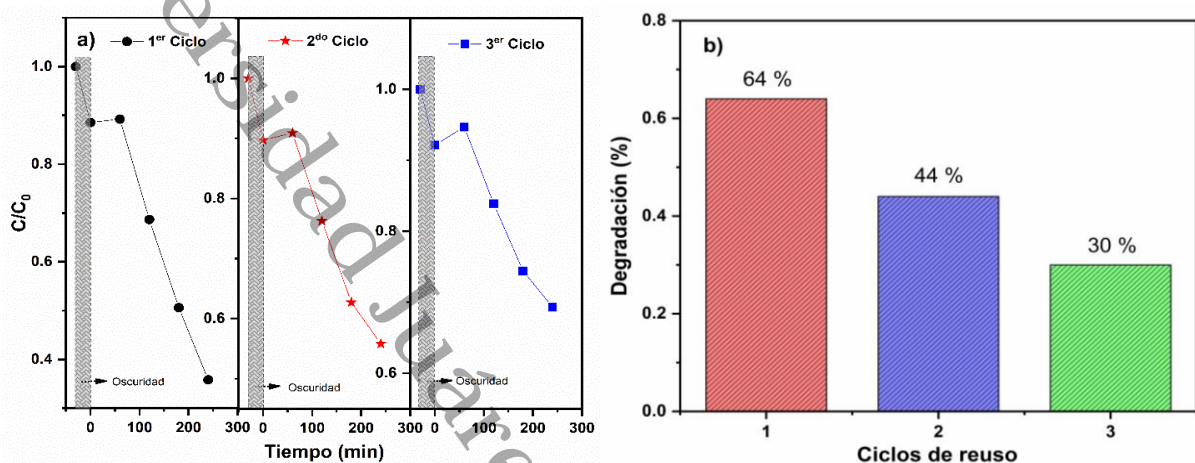 a)
1er Ciclo
2do Ciclo
3er Ciclo
C/C0
1.0
0.8
0.6
0.4
1.0
0.8
0.6
1.0
0.8
0.6
Oscuridad
Oscuridad
Oscuridad
0 100 200 300
0 100 200 300
0 100 200 300
Tiempo (min)
ersidad Juáre
b)
Degradación (%)
0.8
0.6
0.4
0.2
0.0
64 %
44 %
30 %
1 2 3
Ciclos de reuso